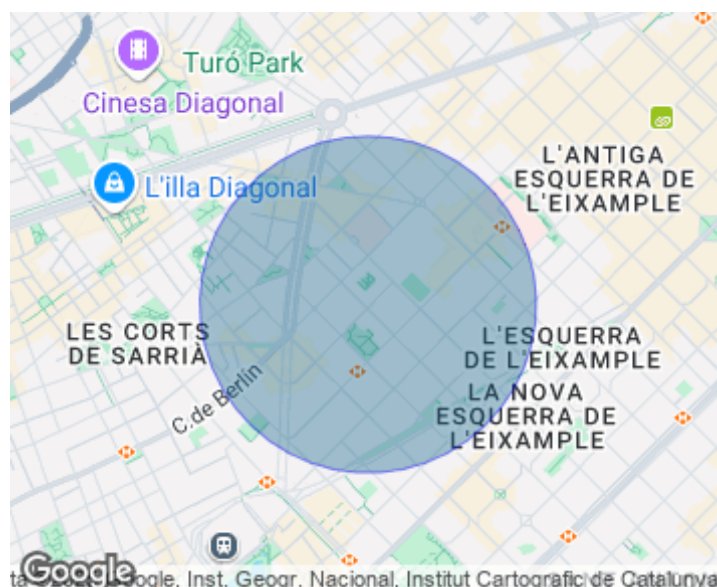 Turó Park
Cinesa Diagonal
L'illa Diagonal
L'ANTIGA
ESQUERRA DE
L'EIXAMPLE
LES CORTS
DE SARRIÀ
L'ESQUERRA
DE L'EIXAMPLE
LA NOVA
ESQUERRA DE
L'EIXAMPLE
C.de Berlín
Google
Google, Inst. Geogr. Nacional, Institut Cartogràfic de Catalunya